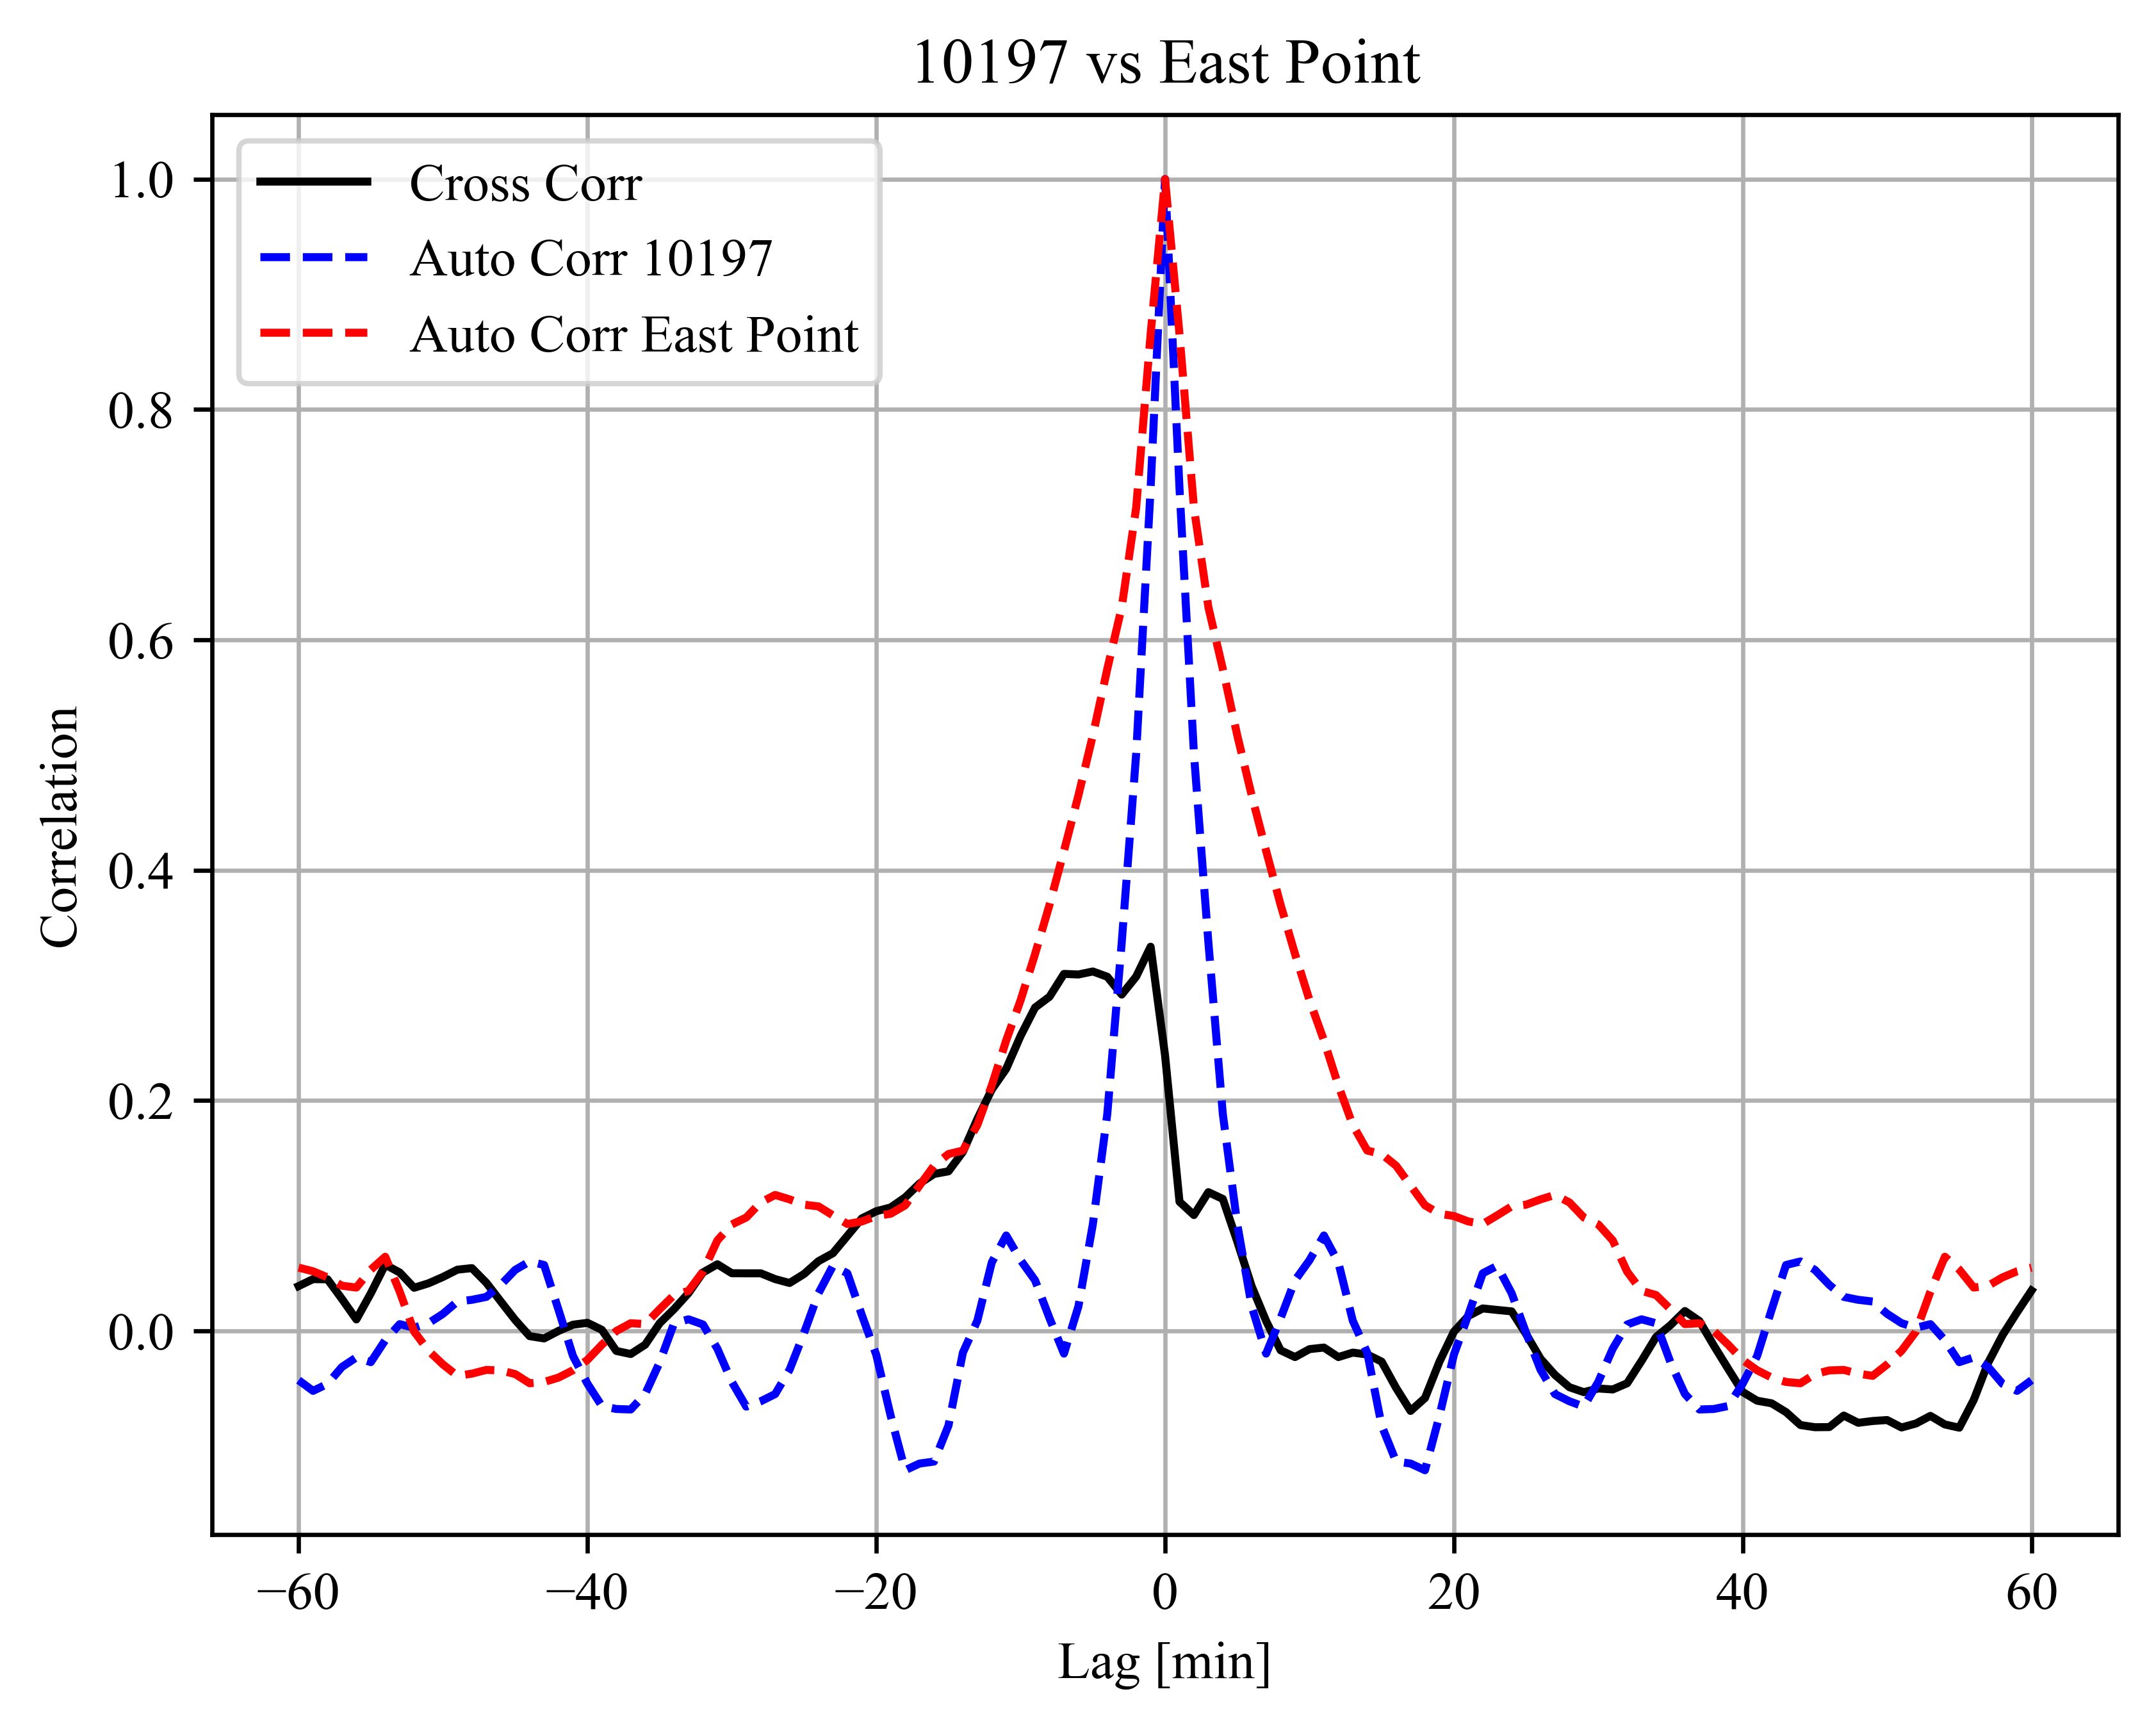 10197 vs East Point
Cross Corr
Auto Corr 10197
Auto Corr East Point
1.0
0.8
0.6
0.4
0.2
0.0
Correlation
−60 −40 −20 0 20 40 60
Lag [min]